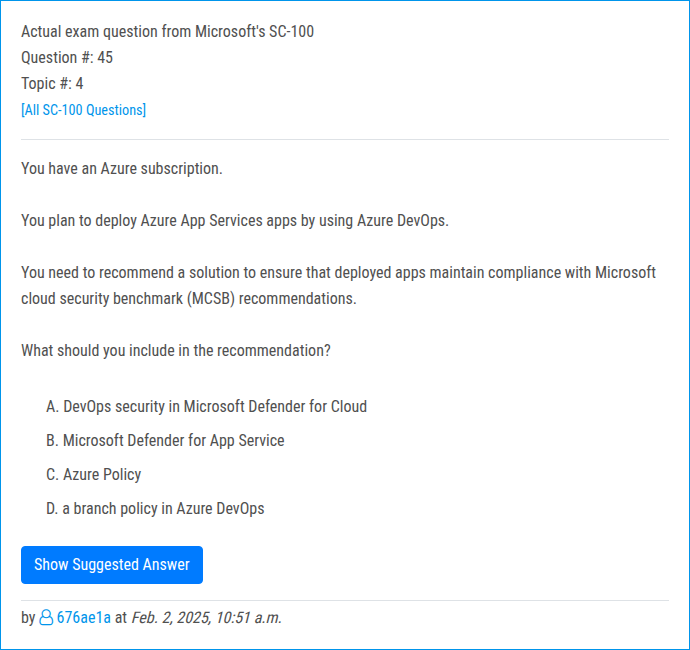 Actual exam question from Microsoft's SC-100
Question #: 45
Topic #: 4
[All SC-100 Questions]
You have an Azure subscription.
You plan to deploy Azure App Services apps by using Azure DevOps.
You need to recommend a solution to ensure that deployed apps maintain compliance with Microsoft
cloud security benchmark (MCSB) recommendations.
What should you include in the recommendation?
A. DevOps security in Microsoft Defender for Cloud
B. Microsoft Defender for App Service
C. Azure Policy
D. a branch policy in Azure DevOps
Show Suggested Answer
by 676ae1a at Feb. 2, 2025, 10:51 a.m.